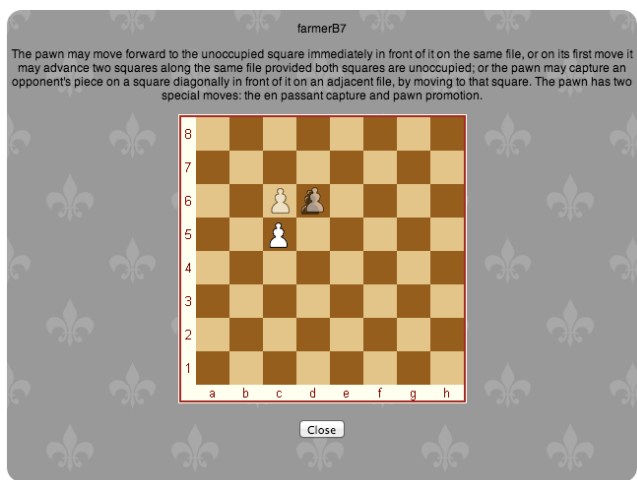 farmerB7
The pawn may move forward to the unoccupied square immediately in front of it on the same file, or on its first move it
may advance two squares along the same file provided both squares are unoccupied; or the pawn may capture an
opponent's piece on a square diagonally in front of it on an adjacent file, by moving to that square. The pawn has two
special moves: the en passant capture and pawn promotion.
8
7
6
5
4
3
2
1
a b c d e f g h
Close